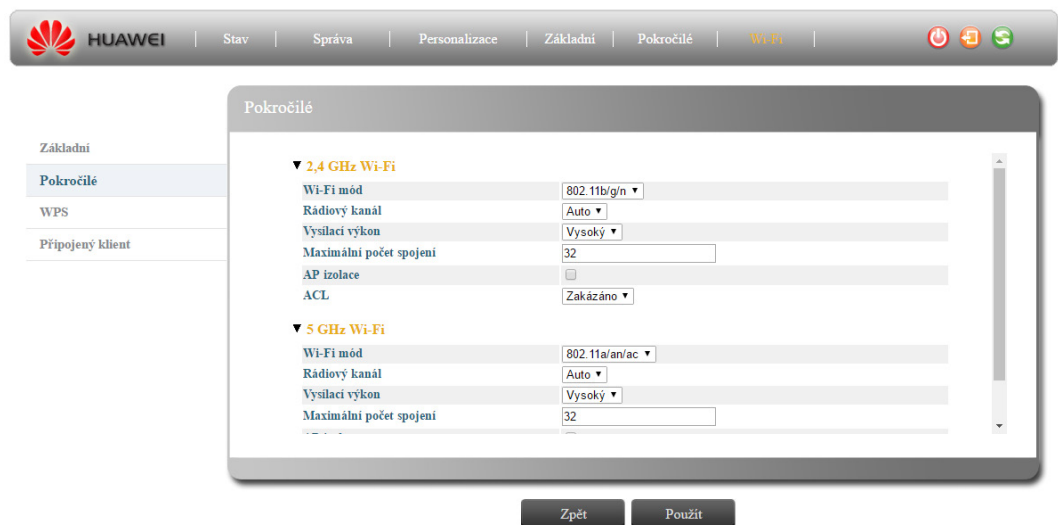 HUAWEI Stav Správa Personalizace Základní Pokročilé Wi-Fi
Pokročilé
Základní
Pokročilé
WPS
Připojený klient
2,4 GHz Wi-Fi
Wi-Fi mód 802.11b/g/n
Rádiový kanál Auto
Vysílací výkon Vysoký
Maximální počet spojení 32
AP izolace
ACL Zakázáno
5 GHz Wi-Fi
Wi-Fi mód 802.11a/an/ac
Rádiový kanál Auto
Vysílací výkon Vysoký
Maximální počet spojení 32
Zpět Použít